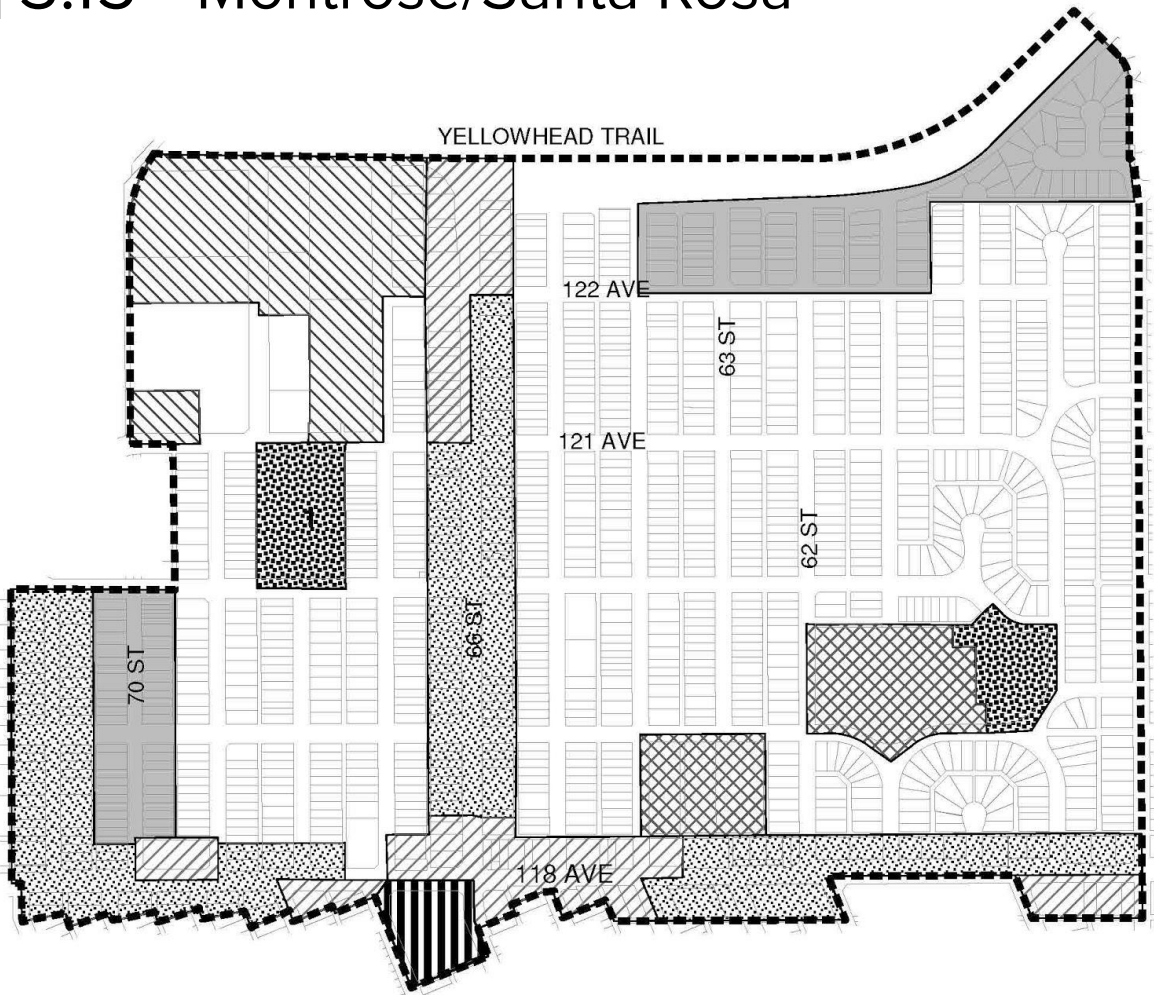 Montrose/Santa Rosa
YELLOWHEAD TRAIL
122 AVE
63 ST
121 AVE
62 ST
66 ST
70 ST
118 AVE